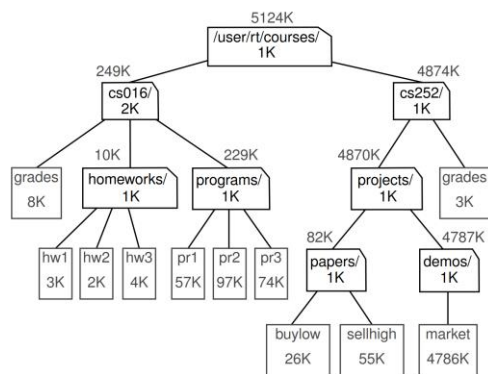 5124K
/user/rt/courses/
1K
249K
4874K
cs016/
2K
cs252/
1K
10K
229K
4870K
grades
8K
homeworks/
1K
programs/
1K
projects/
1K
grades
3K
82K
4787K
hw1
3K
hw2
2K
hw3
4K
pr1
57K
pr2
97K
pr3
74K
papers/
1K
demos/
1K
buylow
26K
sellhigh
55K
market
4786K